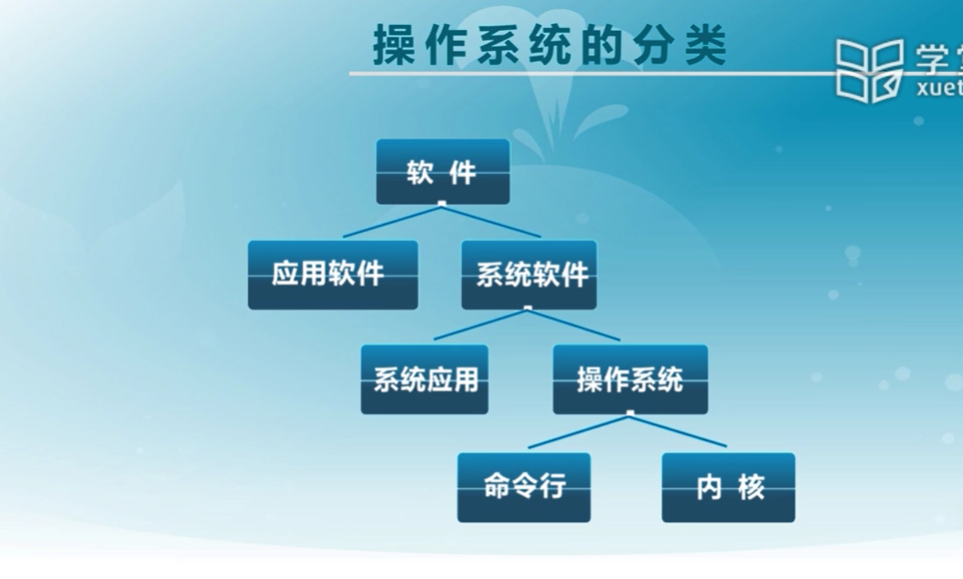 操作系统的分类
学
xuet
软 件
应用软件
系统软件
系统应用
操作系统
命令行
内 核